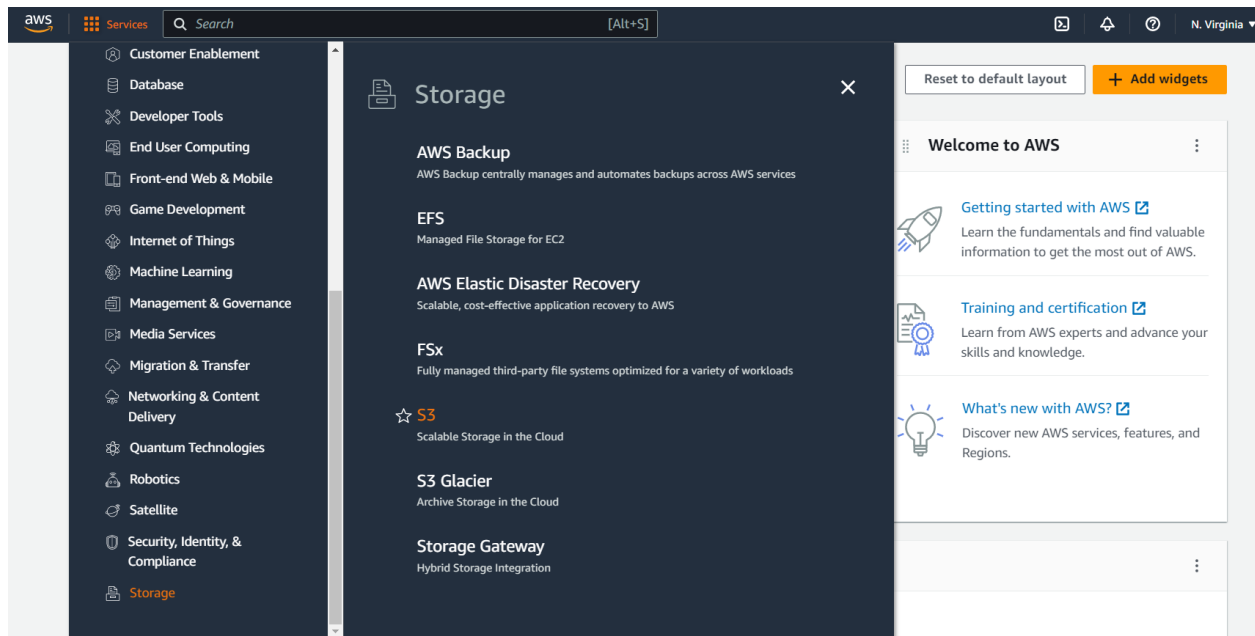 aws
Services
Search
[Alt+S]
N. Virginia
Customer Enablement
Database
Developer Tools
End User Computing
Front-end Web & Mobile
Game Development
Internet of Things
Machine Learning
Management & Governance
Media Services
Migration & Transfer
Networking & Content
Delivery
Quantum Technologies
Robotics
Satellite
Security, Identity, &
Compliance
Storage
Storage
AWS Backup
AWS Backup centrally manages and automates backups across AWS services
EFS
Managed File Storage for EC2
AWS Elastic Disaster Recovery
Scalable, cost-effective application recovery to AWS
FSx
Fully managed third-party file systems optimized for a variety of workloads
S3
Scalable Storage in the Cloud
S3 Glacier
Archive Storage in the Cloud
Storage Gateway
Hybrid Storage Integration
Reset to default layout
+ Add widgets
Welcome to AWS
Getting started with AWS
Learn the fundamentals and find valuable
information to get the most out of AWS.
Training and certification
Learn from AWS experts and advance your
skills and knowledge.
What's new with AWS?
Discover new AWS services, features, and
Regions.